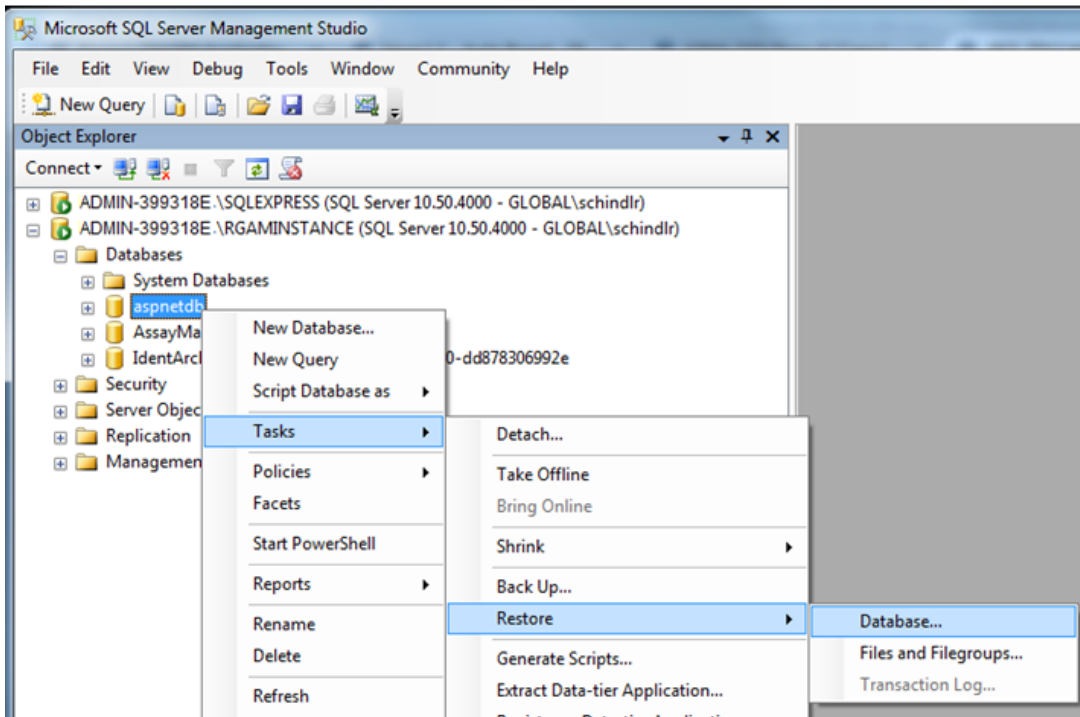 Microsoft SQL Server Management Studio
File Edit View Debug Tools Window Community Help
New Query
Object Explorer
Connect
ADMIN-399318E.\SQLEXPRESS (SQL Server 10.50.4000 - GLOBAL\schindlr)
ADMIN-399318E.\RGAMINSTANCE (SQL Server 10.50.4000 - GLOBAL\schindlr)
Databases
System Databases
aspnetdb
AssayMa
IdentArcl 0-dd878306992e
Security
Server Objec
Replication
Managemen
New Database...
New Query
Script Database as
Tasks
Policies
Facets
Start PowerShell
Reports
Rename
Delete
Refresh
Detach...
Take Offline
Bring Online
Shrink
Back Up...
Restore
Generate Scripts...
Extract Data-tier Application...
Database...
Files and Filegroups...
Transaction Log...